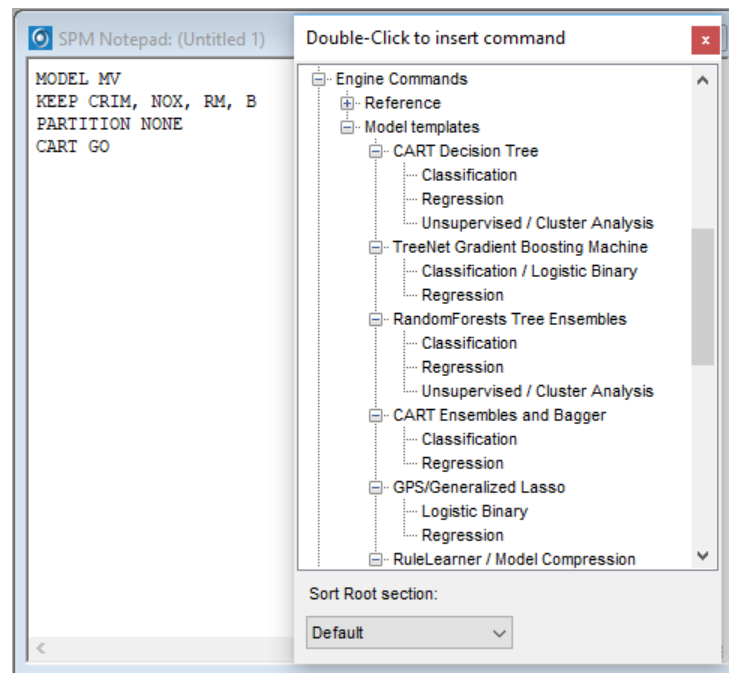 SPM Notepad: (Untitled 1)
MODEL MV
KEEP CRIM, NOX, RM, B
PARTITION NONE
CART GO
Double-Click to insert command
x
Engine Commands
Reference
Model templates
CART Decision Tree
Classification
Regression
Unsupervised / Cluster Analysis
TreeNet Gradient Boosting Machine
Classification / Logistic Binary
Regression
RandomForests Tree Ensembles
Classification
Regression
Unsupervised / Cluster Analysis
CART Ensembles and Bagger
Classification
Regression
GPS/Generalized Lasso
Logistic Binary
Regression
RuleLearner / Model Compression
Sort Root section:
Default